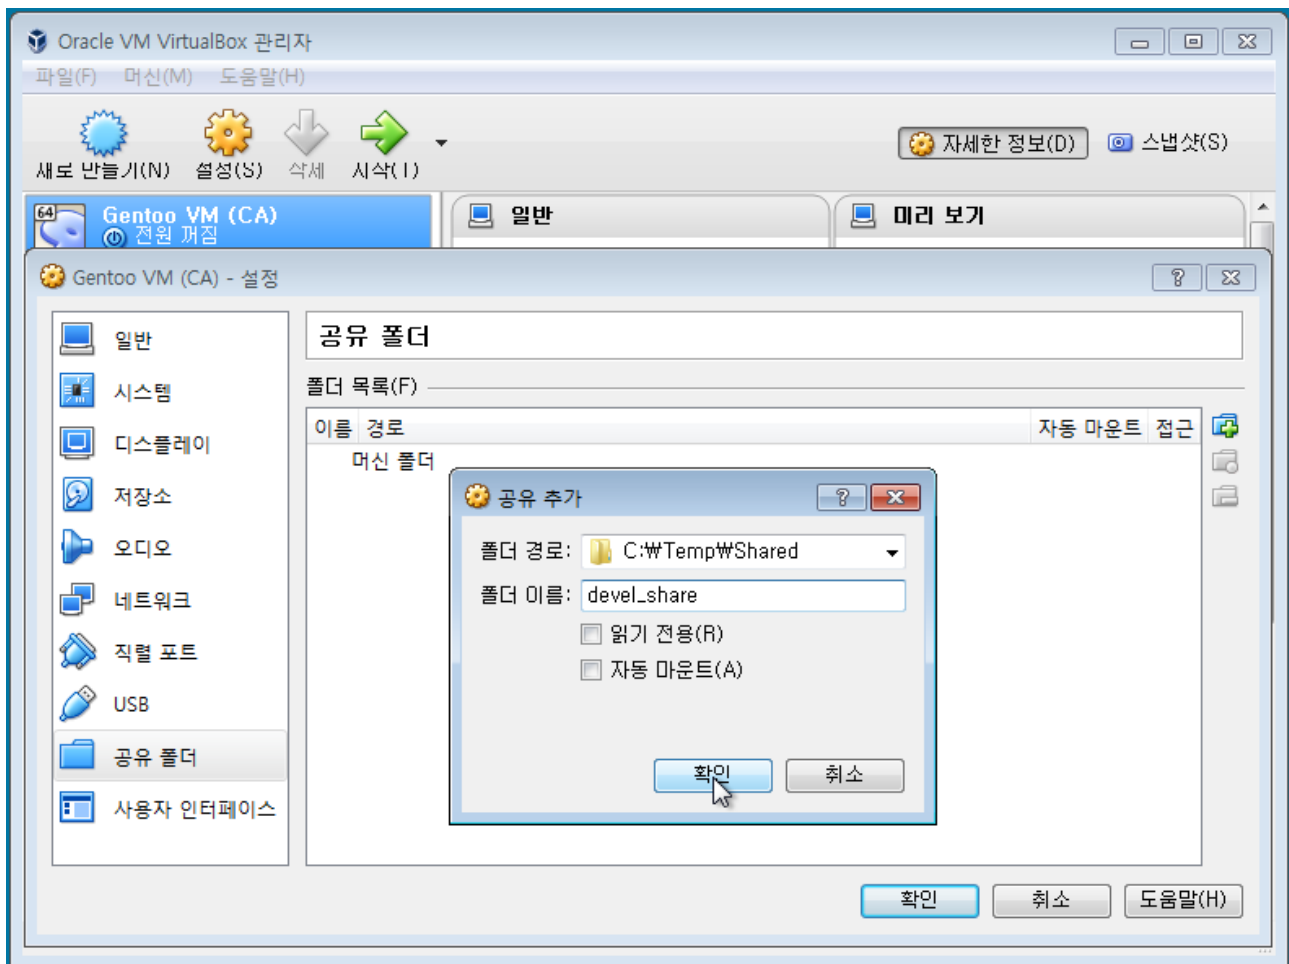 Oracle VM VirtualBox 관리자
파일(F) 머신(M) 도움말(H)
새로 만들기(N) 설정(S) 삭제 시작(T)
자세한 정보(D) 스냅샷(S)
64 Gentoo VM (CA)
전원 꺼짐
일반
미리 보기
Gentoo VM (CA) - 설정
일반
시스템
디스플레이
저장소
오디오
네트워크
직렬 포트
USB
공유 폴더
사용자 인터페이스
공유 폴더
폴더 목록(F)
이름 경로 자동 마운트 접근
머신 폴더
공유 추가
폴더 경로: C:₩Temp₩Shared
폴더 이름: devel_share
읽기 전용(R)
자동 마운트(A)
확인 취소
확인 취소 도움말(H)